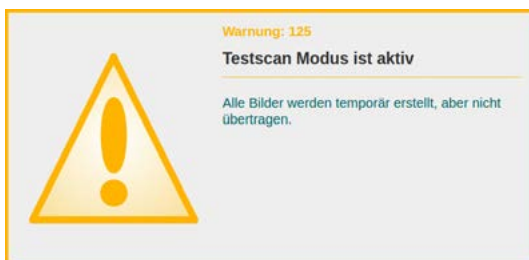 Warnung: 125
Testscan Modus ist aktiv
Alle Bilder werden temporär erstellt, aber nicht
übertragen.